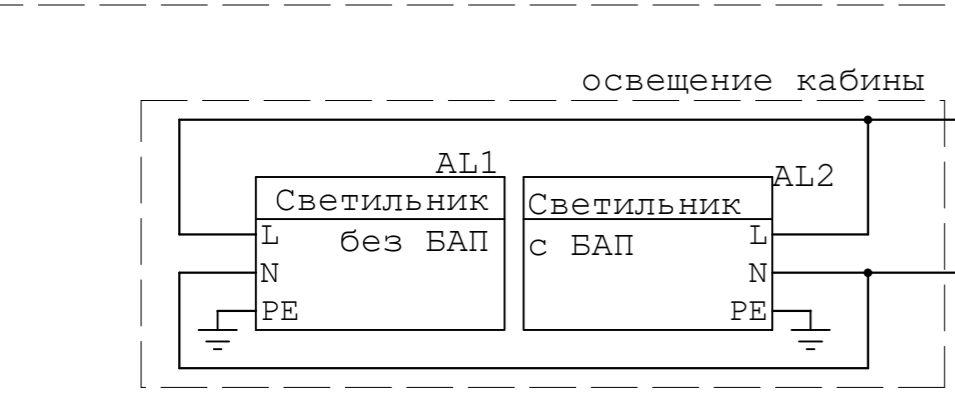 освещение кабины
AL1
Светильник
без БАП
L
N
PE
AL2
Светильник
с БАП
L
N
PE